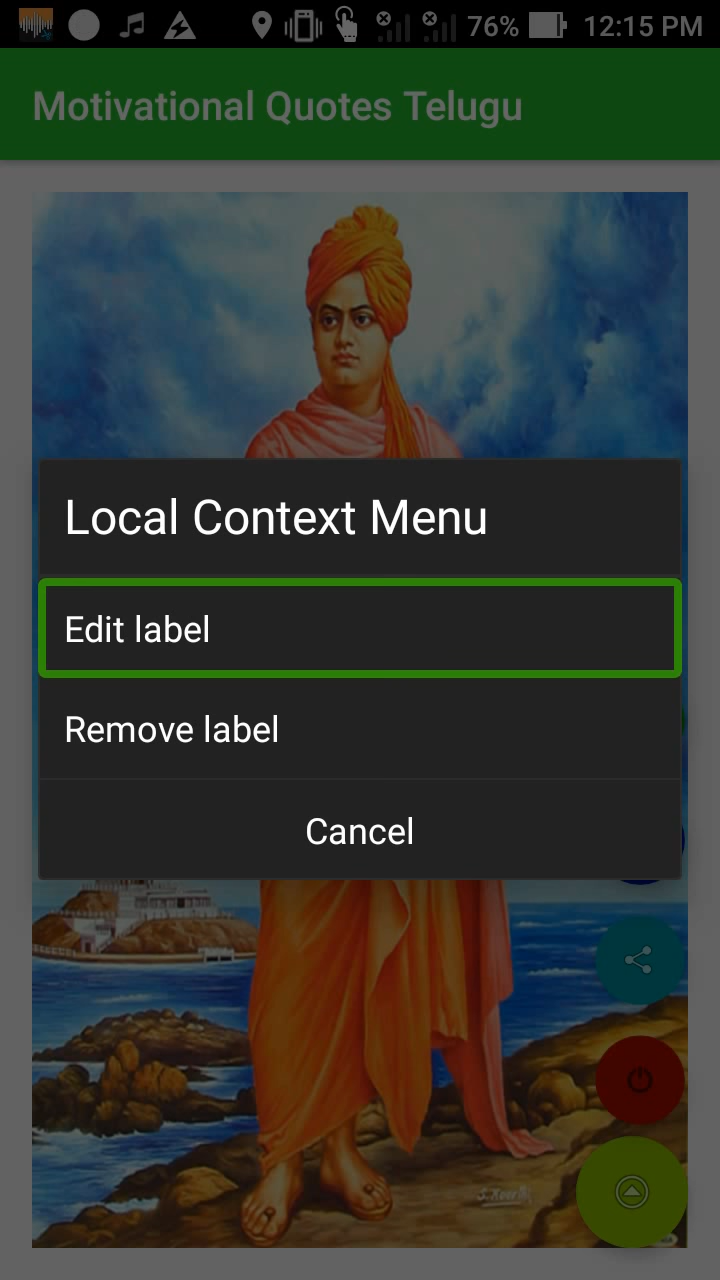 76% 12:15 PM
Motivational Quotes Telugu
Local Context Menu
Edit label
Remove label
Cancel